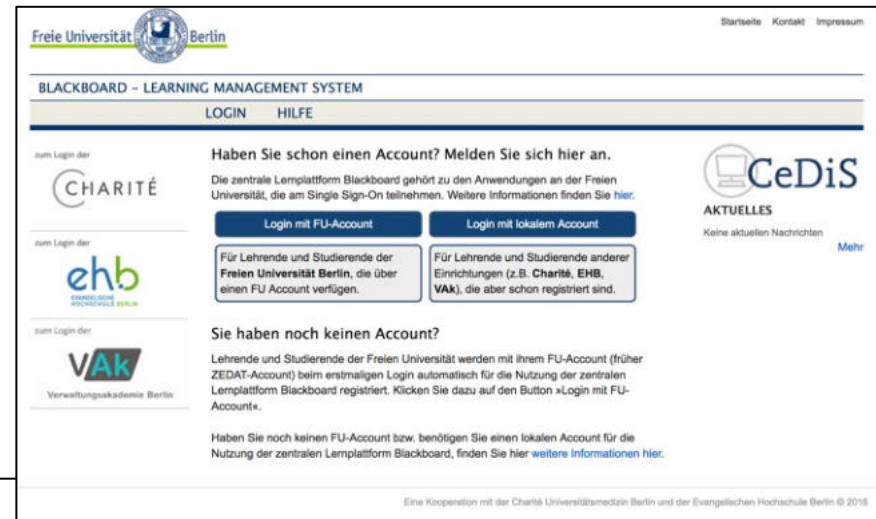 Freie Universität Berlin
Startseite Kontakt Impressum
BLACKBOARD – LEARNING MANAGEMENT SYSTEM
LOGIN HILFE
zum Login der
CHARITÉ
zum Login der
ehb
EVANGELISCHE
HOCHSCHULE BERLIN
zum Login der
VAk
Verwaltungsakademie Berlin
Haben Sie schon einen Account? Melden Sie sich hier an.
Die zentrale Lernplattform Blackboard gehört zu den Anwendungen an der Freien
Universität, die am Single Sign-On teilnehmen. Weitere Informationen finden Sie hier.
Login mit FU-Account
Für Lehrende und Studierende der
Freien Universität Berlin, die über
einen FU Account verfügen.
Login mit lokalem Account
Für Lehrende und Studierende anderer
Einrichtungen (z.B. Charité, EHB,
VAk), die aber schon registriert sind.
Sie haben noch keinen Account?
Lehrende und Studierende der Freien Universität werden mit ihrem FU-Account (früher
ZEDAT-Account) beim erstmaligen Login automatisch für die Nutzung der zentralen
Lernplattform Blackboard registriert. Klicken Sie dazu auf den Button »Login mit FU-
Account«.
Haben Sie noch keinen FU-Account bzw. benötigen Sie einen lokalen Account für die
Nutzung der zentralen Lernplattform Blackboard, finden Sie hier weitere Informationen hier.
CeDiS
AKTUELLES
Keine aktuellen Nachrichten
Mehr
Eine Kooperation mit der Charité Universitätsmedizin Berlin und der Evangelischen Hochschule Berlin © 2018